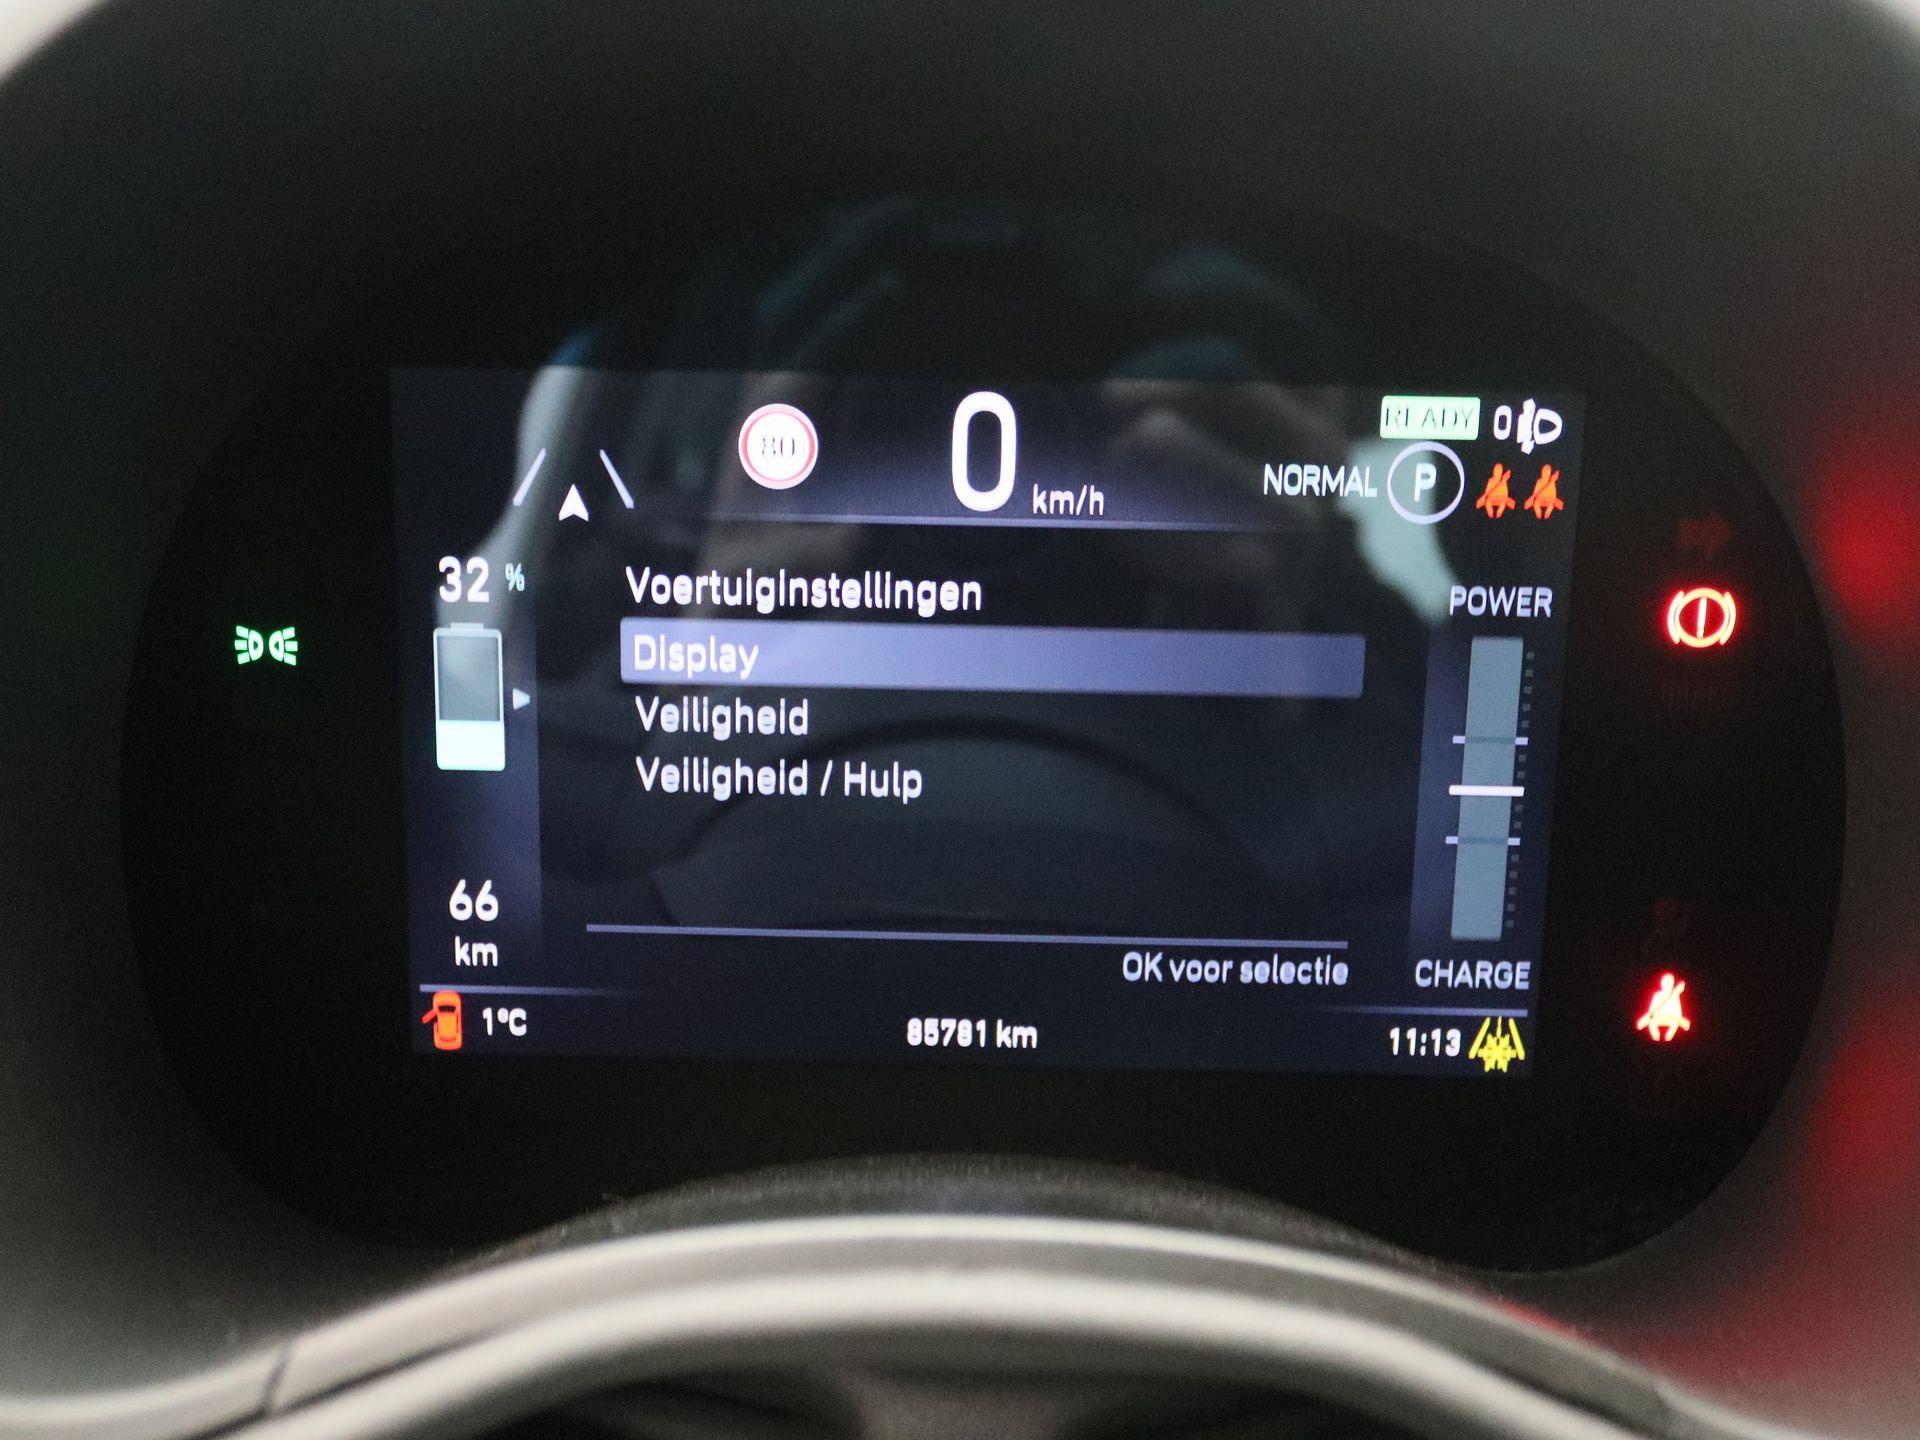 80
0 km/h
READY
0
NORMAL
P
32 %
Voertuiginstellingen
POWER
Display
Veiligheid
Veiligheid / Hulp
66
km
OK voor selectie
CHARGE
1°C
85781 km
11:13